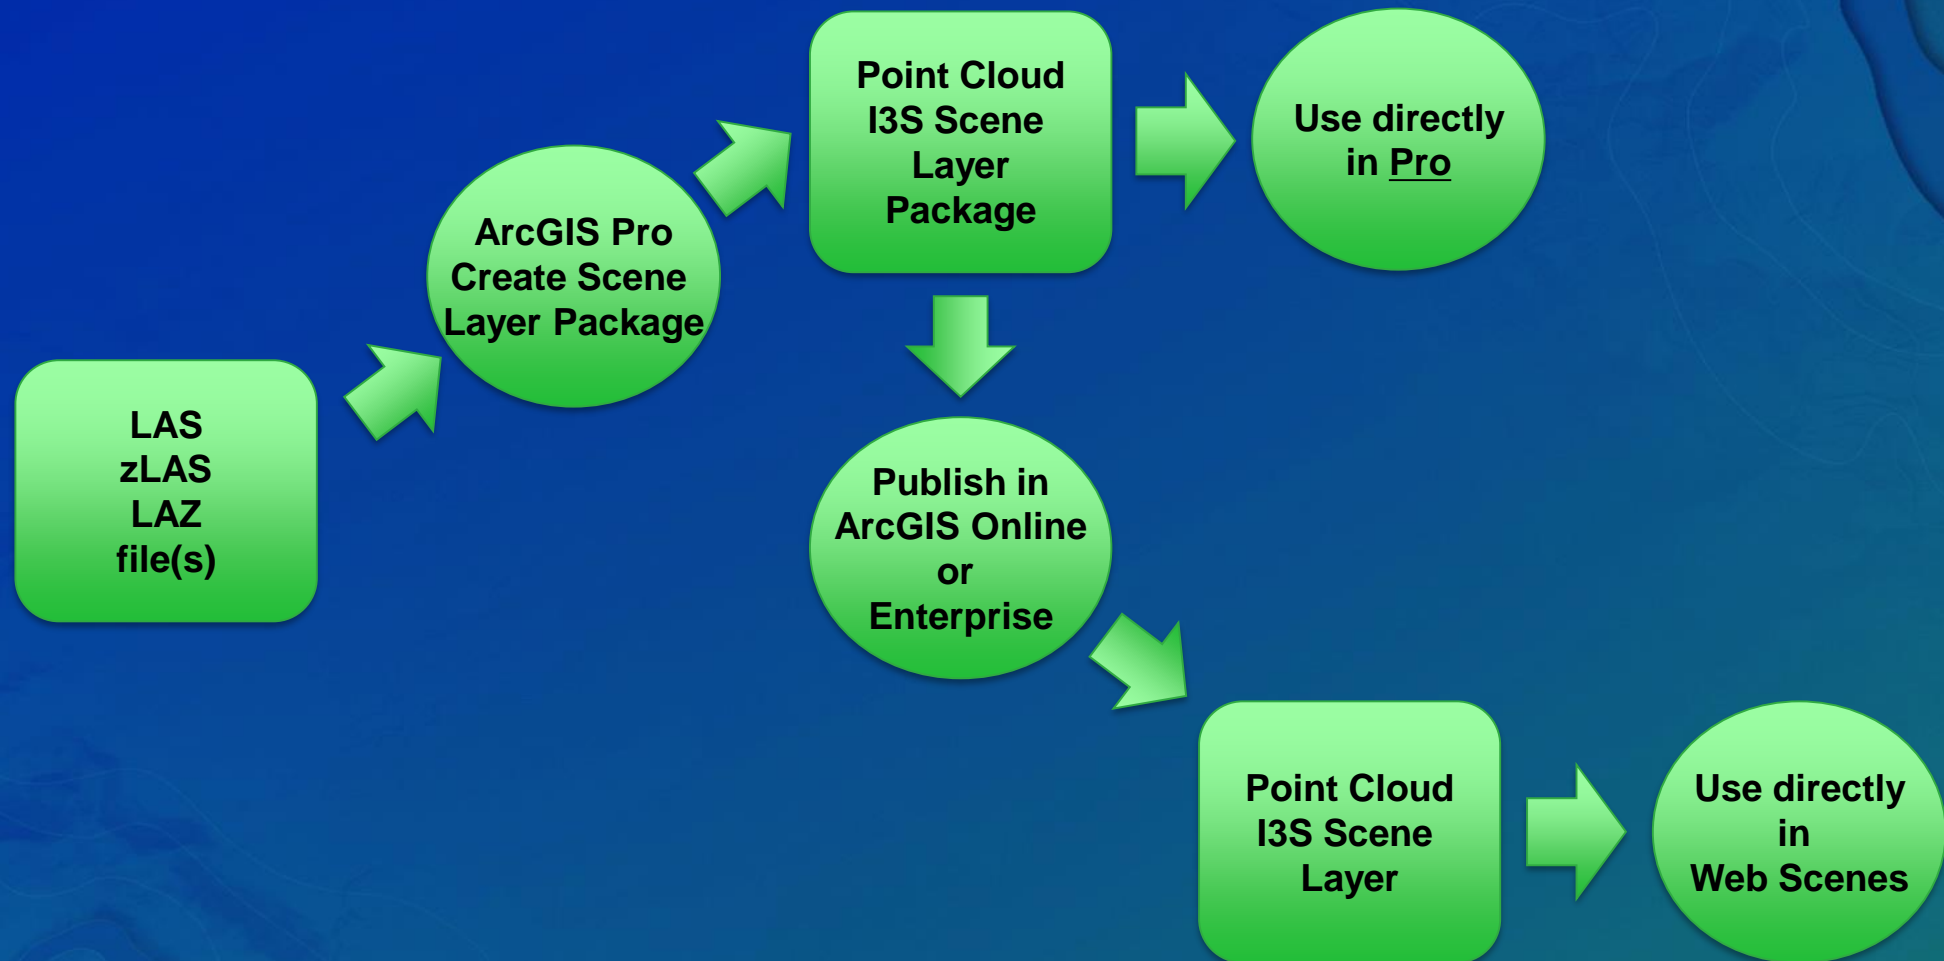 LAS
zLAS
LAZ
file(s)
ArcGIS Pro
Create Scene
Layer Package
Point Cloud
I3S Scene
Layer
Package
Use directly
in Pro
Publish in
ArcGIS Online
or
Enterprise
Point Cloud
I3S Scene
Layer
Use directly
in
Web Scenes